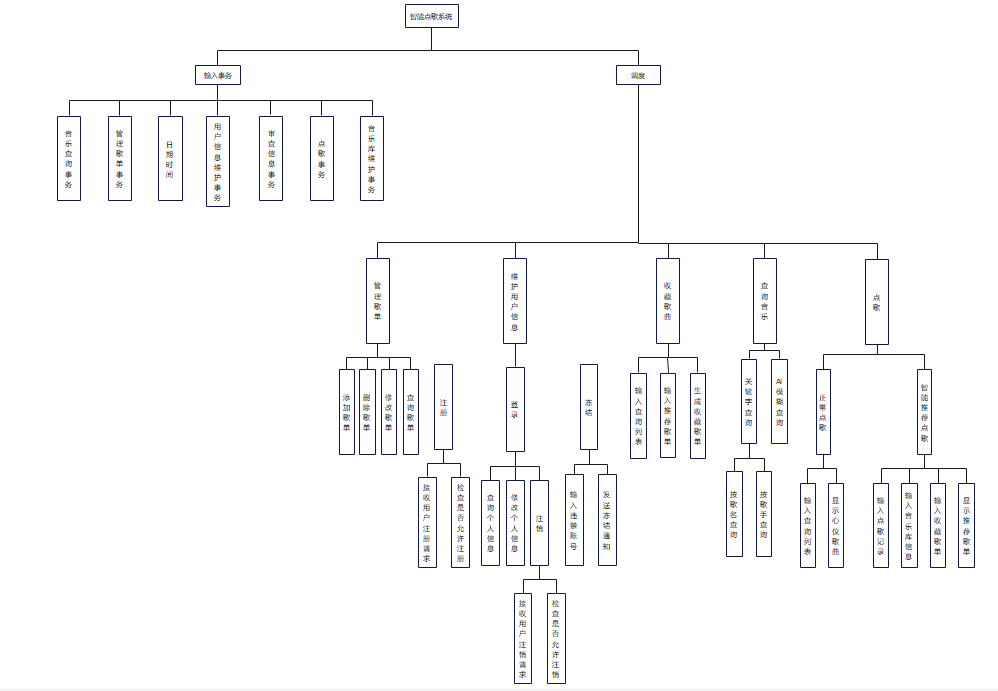 智能点歌系统
输入事务
调度
音乐查询事务
管理歌单事务
日期时间
用户信息维护事务
审查信息事务
点歌事务
音乐库维护事务
管理歌单
维护用户信息
收藏歌曲
查询音乐
点歌
添加歌单
删除歌单
修改歌单
查询歌单
注册
登录
冻结
输入查询列表
输入推荐歌单
生成收藏歌单
关键字查询
AI模糊查询
正常点歌
智能推荐点歌
接收用户注册请求
检查是否允许注册
查询个人信息
修改个人信息
注销
输入违禁账号
发送冻结通知
按歌名查询
按歌手查询
输入查询列表
显示心仪歌曲
输入点歌记录
输入音乐库信息
输入收藏歌单
显示推荐歌单
接收用户注销请求
检查是否允许注销